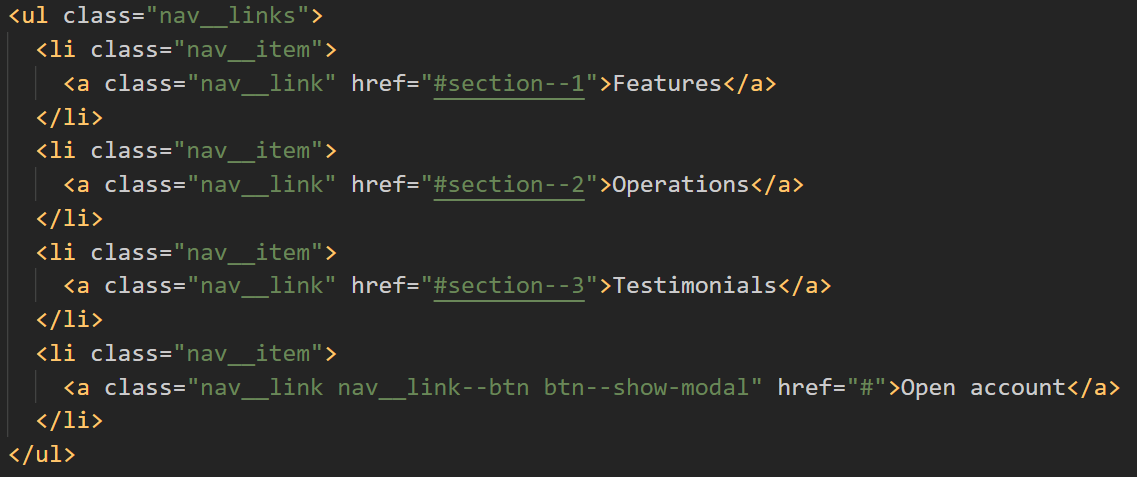 <ul class="nav__links">
  <li class="nav__item">
    <a class="nav__link" href="#section--1">Features</a>
  </li>
  <li class="nav__item">
    <a class="nav__link" href="#section--2">Operations</a>
  </li>
  <li class="nav__item">
    <a class="nav__link" href="#section--3">Testimonials</a>
  </li>
  <li class="nav__item">
    <a class="nav__link nav__link--btn btn--show-modal" href="#">Open account</a>
  </li>
</ul>